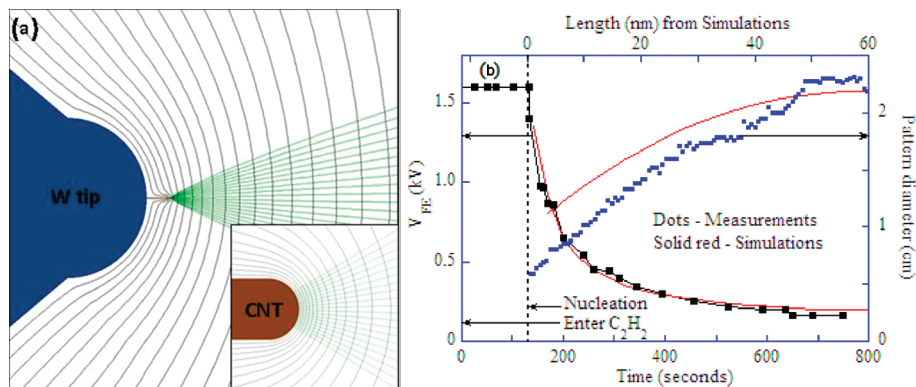 (a)
W tip
CNT
Length (nm) from Simulations
0 20 40 60
(b)
V_FE (kV)
1.5
1.0
0.5
0
2
1
0
Pattern diameter (cm)
Dots - Measurements
Solid red - Simulations
Nucleation
Enter C₂H₂
0 200 400 600 800
Time (seconds)